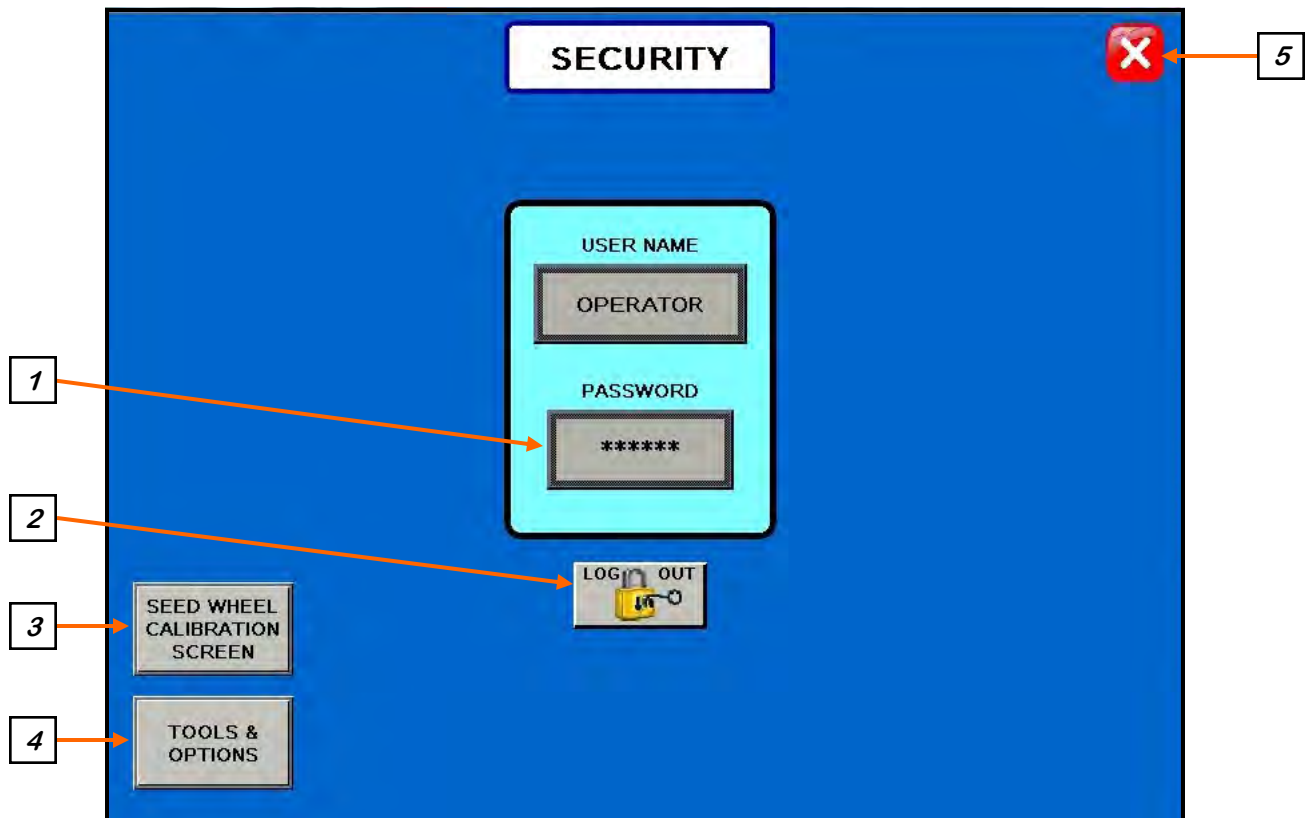 SECURITY
5
USER NAME
OPERATOR
1
PASSWORD
******
2
LOG OUT
3
SEED WHEEL
CALIBRATION
SCREEN
4
TOOLS &
OPTIONS